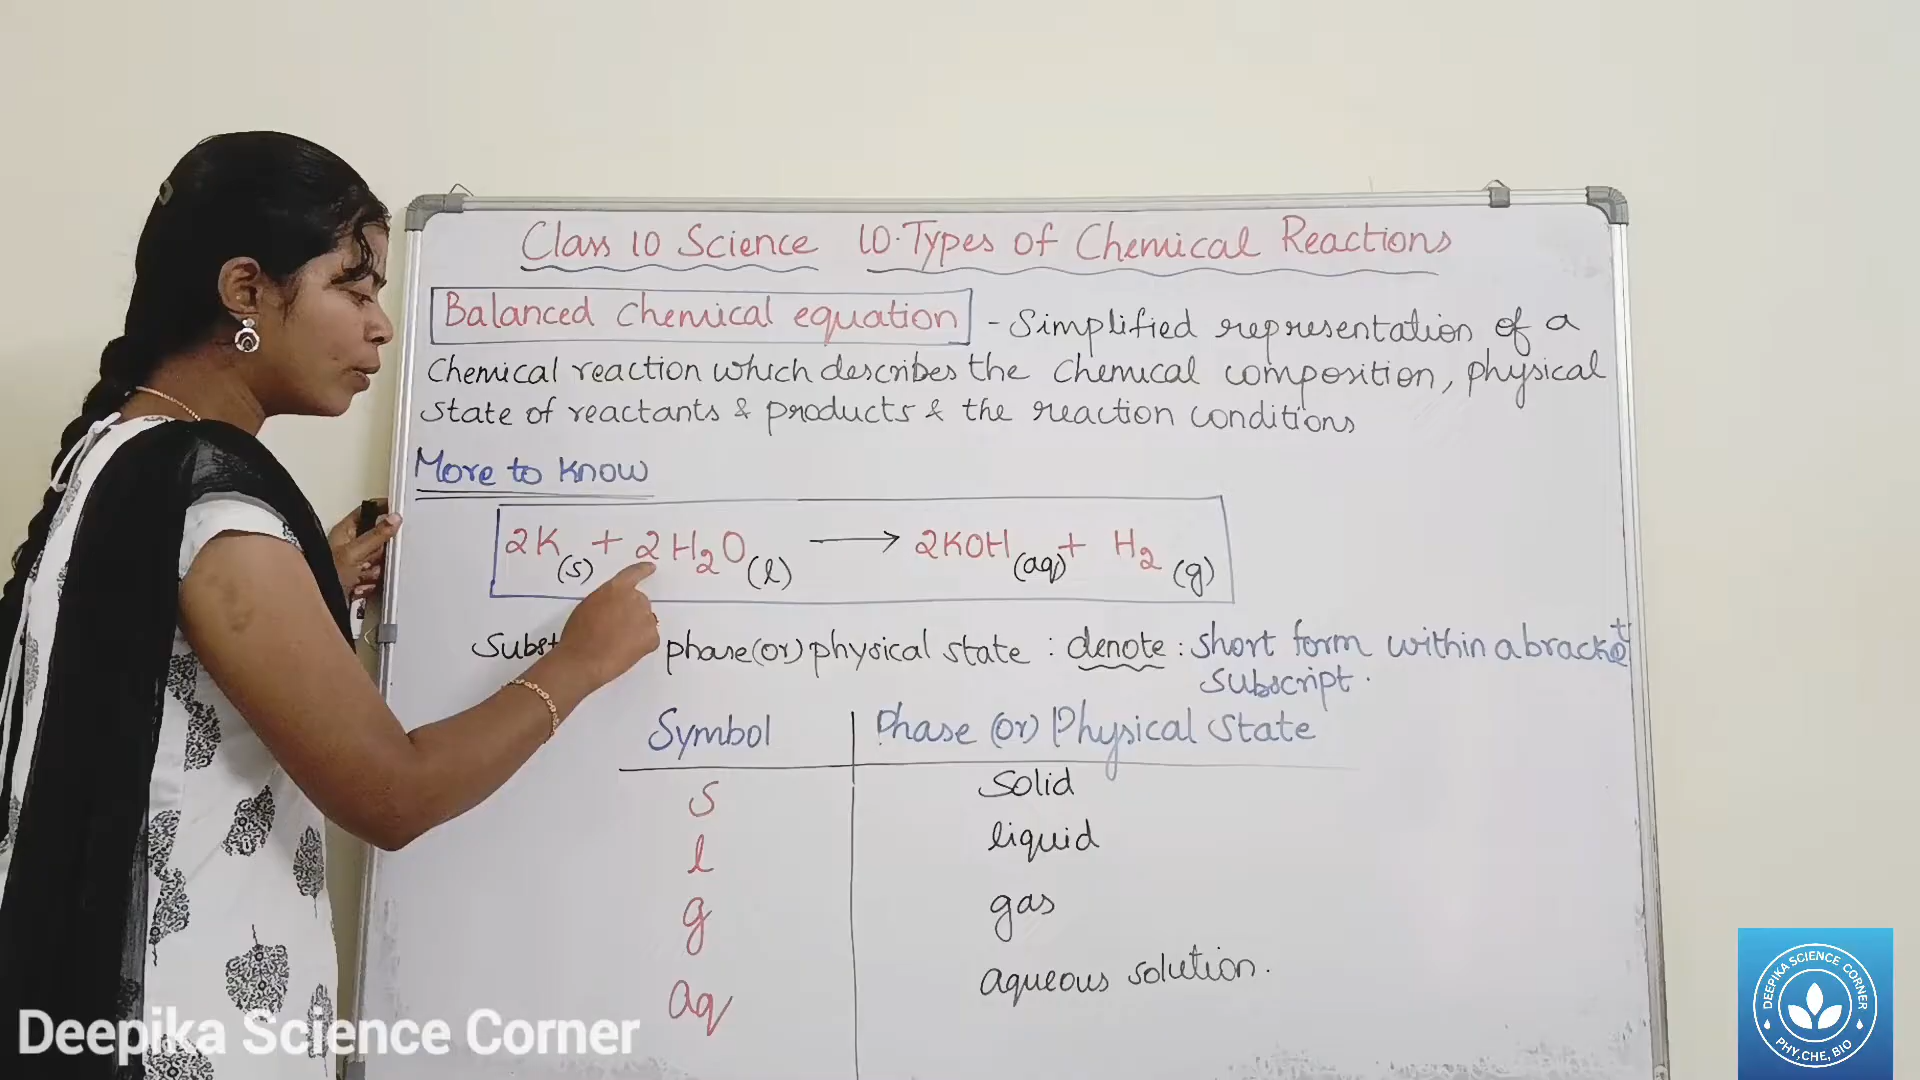 Class 10 Science 10. Types of Chemical Reactions
Balanced chemical equation - Simplified representation of a
Chemical reaction which describes the chemical composition, physical
state of reactants & products & the reaction conditions
More to know
2K(s) + 2H2O(l) → 2KOH(aq) + H2(g)
phase (or) physical state : denote : short form within a bracket
subscript.
Symbol Phase (or) Physical State
s solid
l liquid
g gas
aq aqueous solution.
Deepika Science Corner
DEEPIKA SCIENCE CORNER
PHY, CHE, BIO